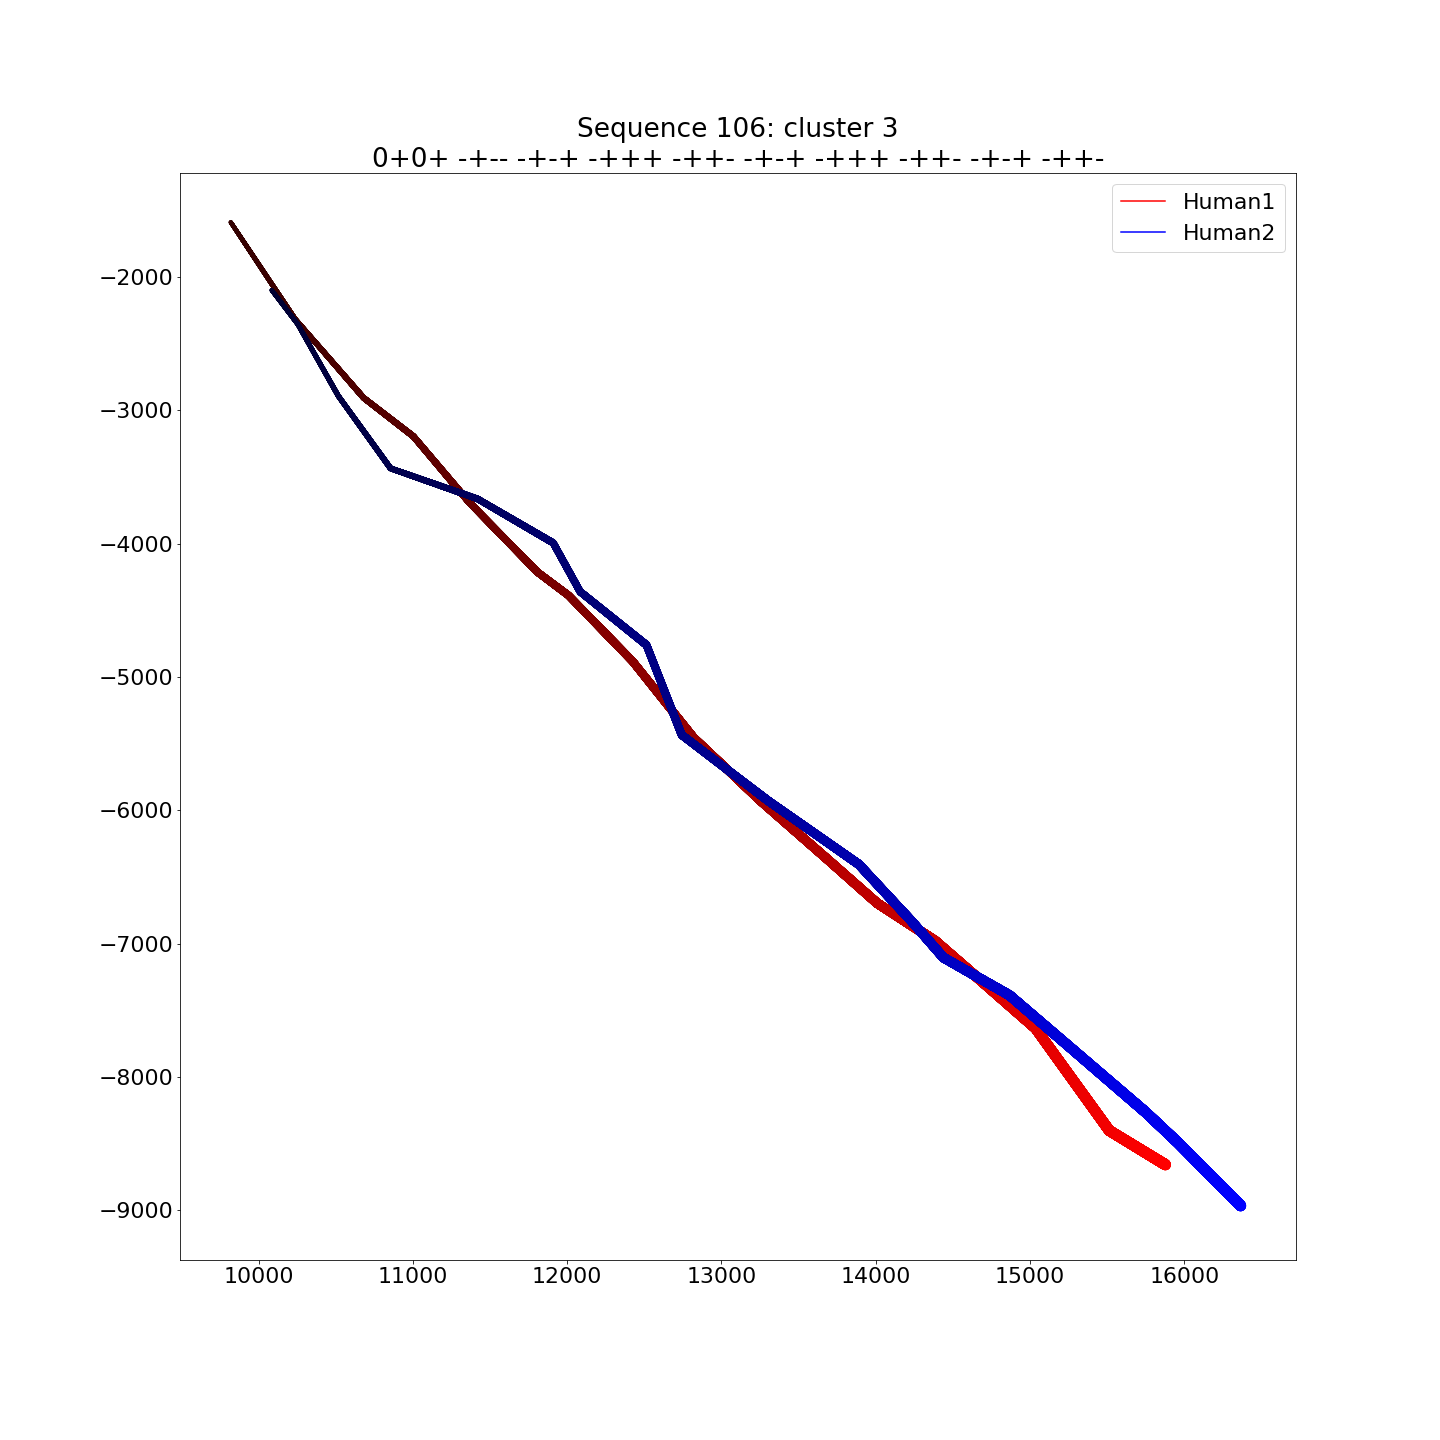 Sequence 106: cluster 3
0+0+ -+-- -+-+ -+++ -++- -+-+ -+++ -++- -+-+ -++-
Human1
Human2
−2000
−3000
−4000
−5000
−6000
−7000
−8000
−9000
10000 11000 12000 13000 14000 15000 16000